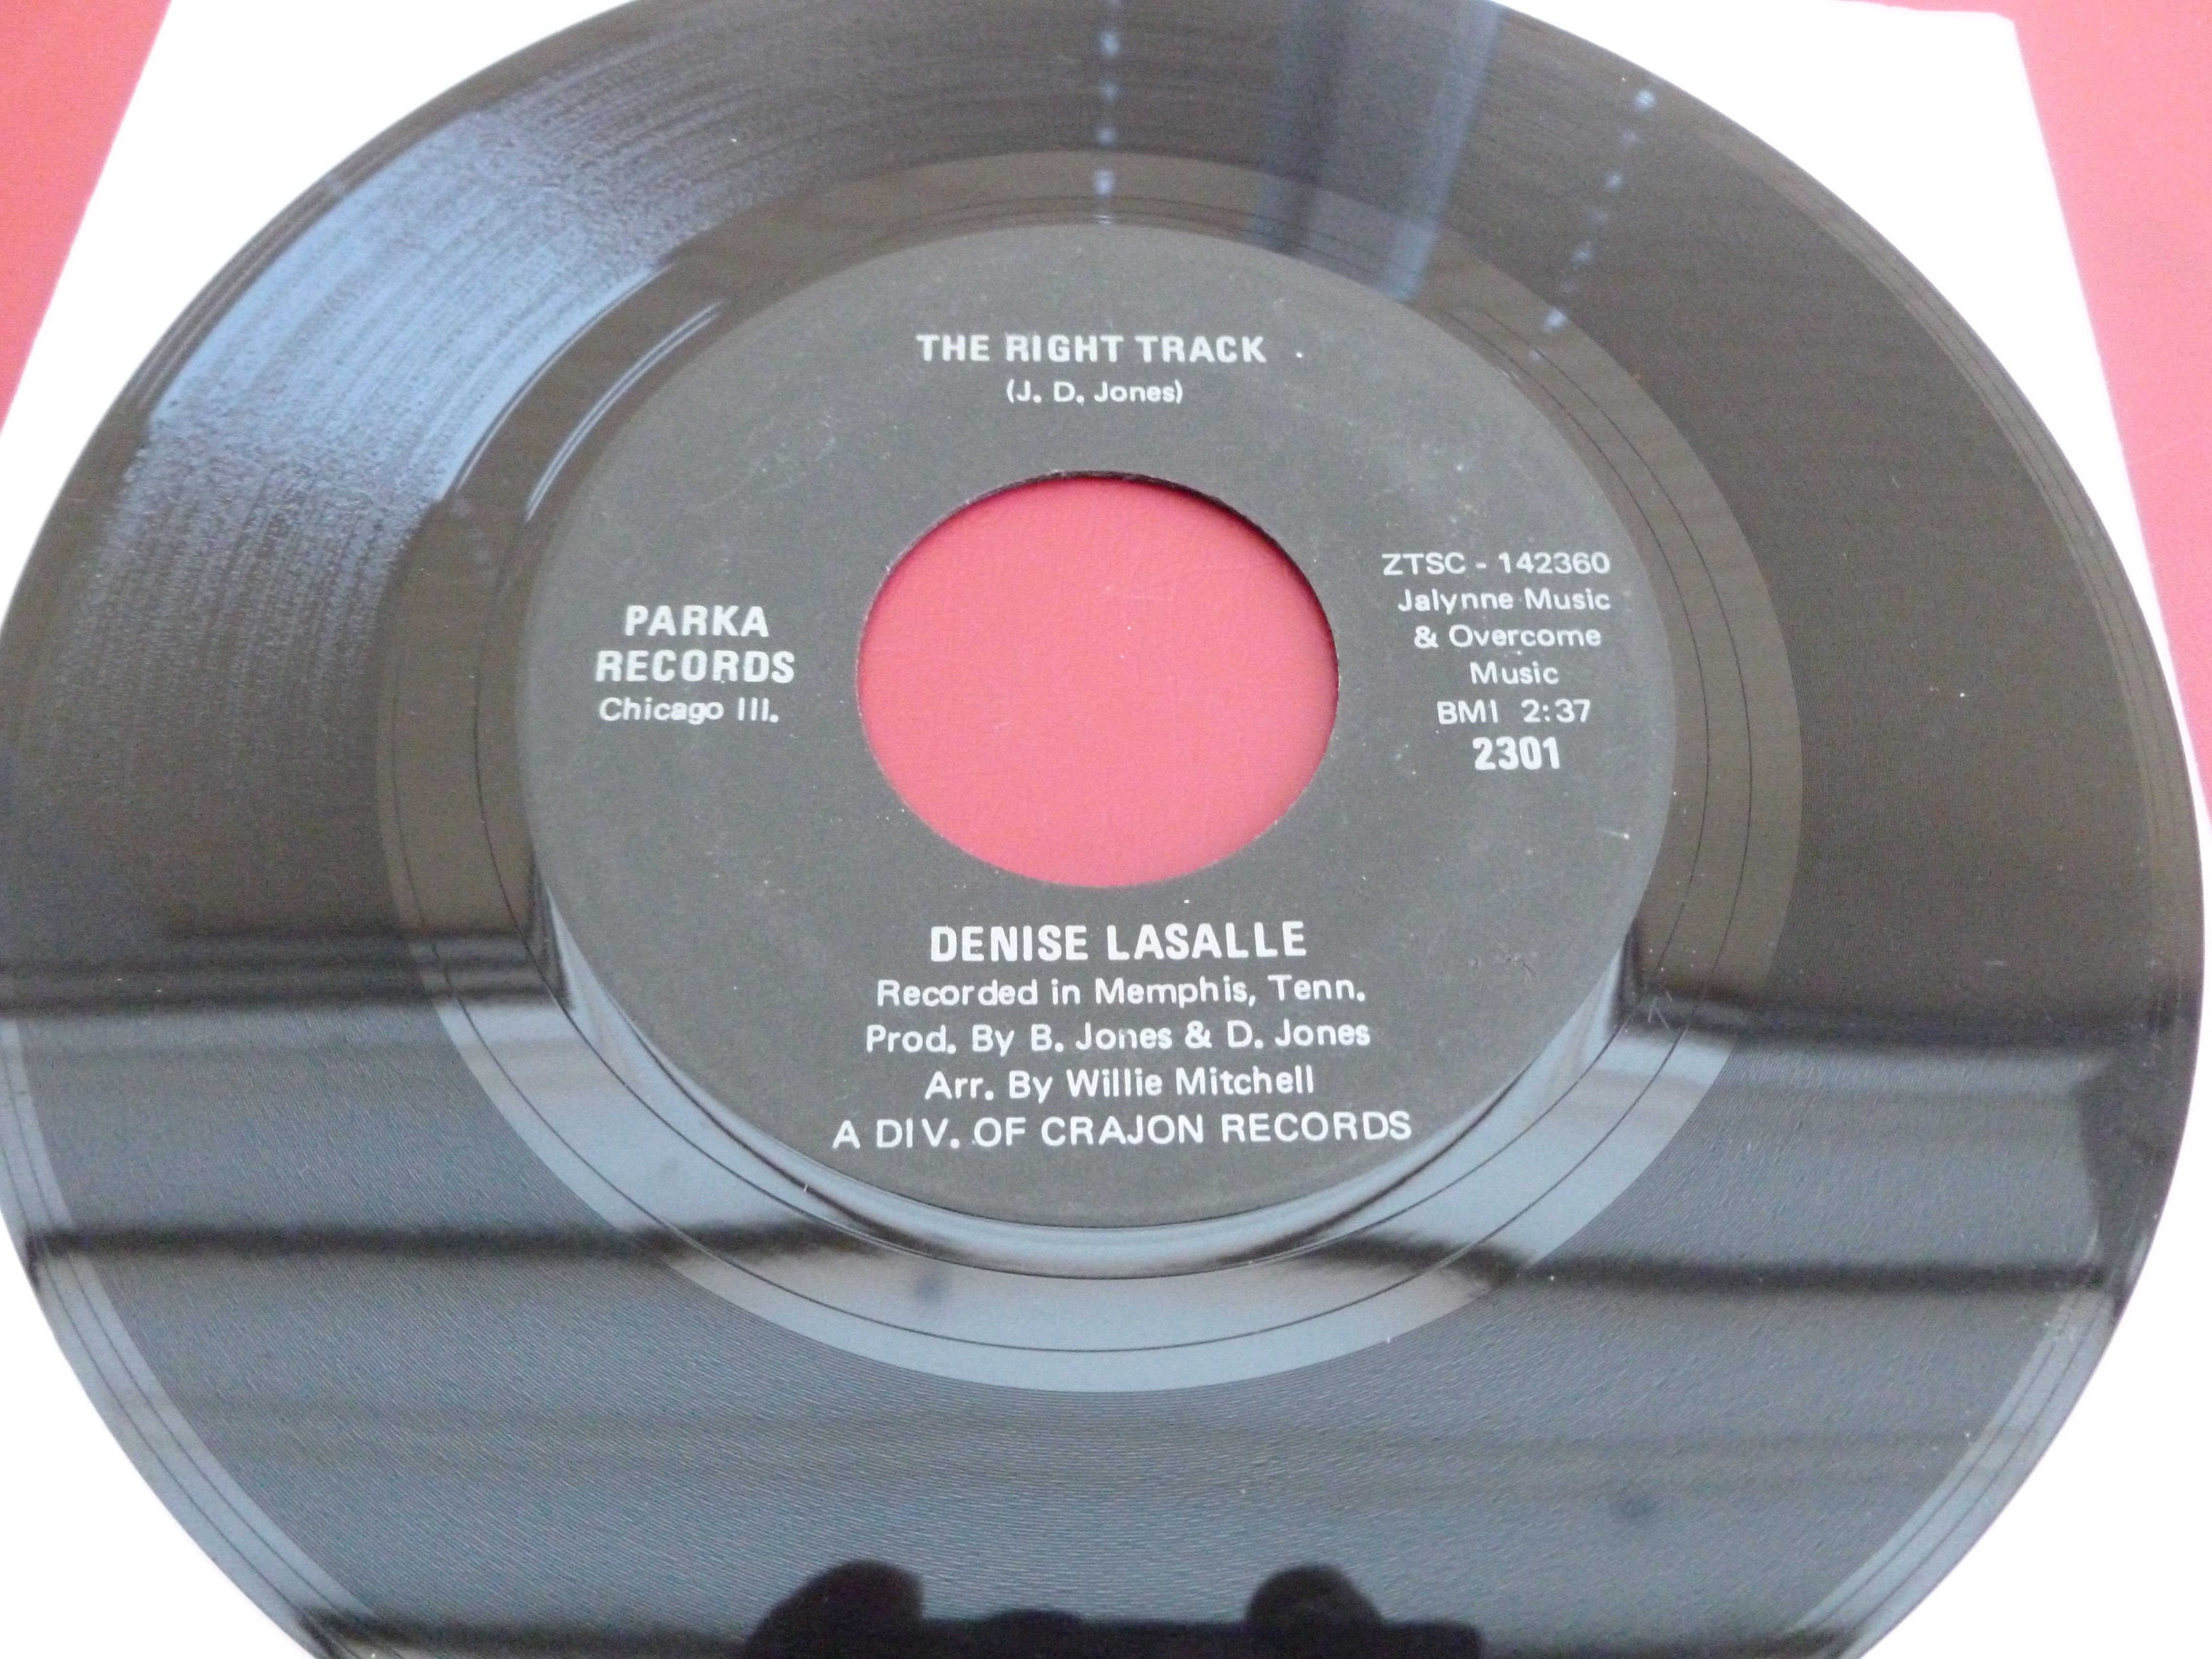 THE RIGHT TRACK
(J. D. Jones)
PARKA
RECORDS
Chicago Ill.
ZTSC - 142360
Jalynne Music
& Overcome
Music
BMI 2:37
2301
DENISE LASALLE
Recorded in Memphis, Tenn.
Prod. By B. Jones & D. Jones
Arr. By Willie Mitchell
A DIV. OF CRAJON RECORDS